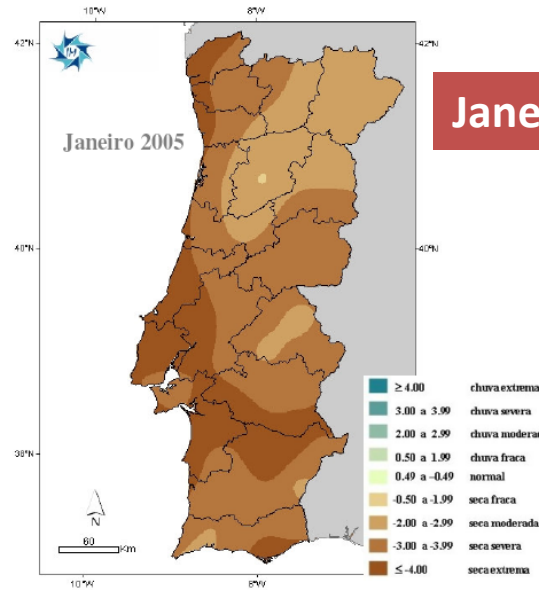 10°W 8°W
42°N 42°N
IM
Janeiro 2005
Jane
40°N 40°N
≥ 4.00 chuva extrema
3.00 a 3.99 chuva severa
2.00 a 2.99 chuva moderad
0.50 a 1.99 chuva fraca
38°N
0.49 a -0.49 normal
-0.50 a -1.99 seca fraca
-2.00 a -2.99 seca moderada
-3.00 a -3.99 seca severa
≤ -4.00 seca extrema
N
60
Km
10°W 8°W